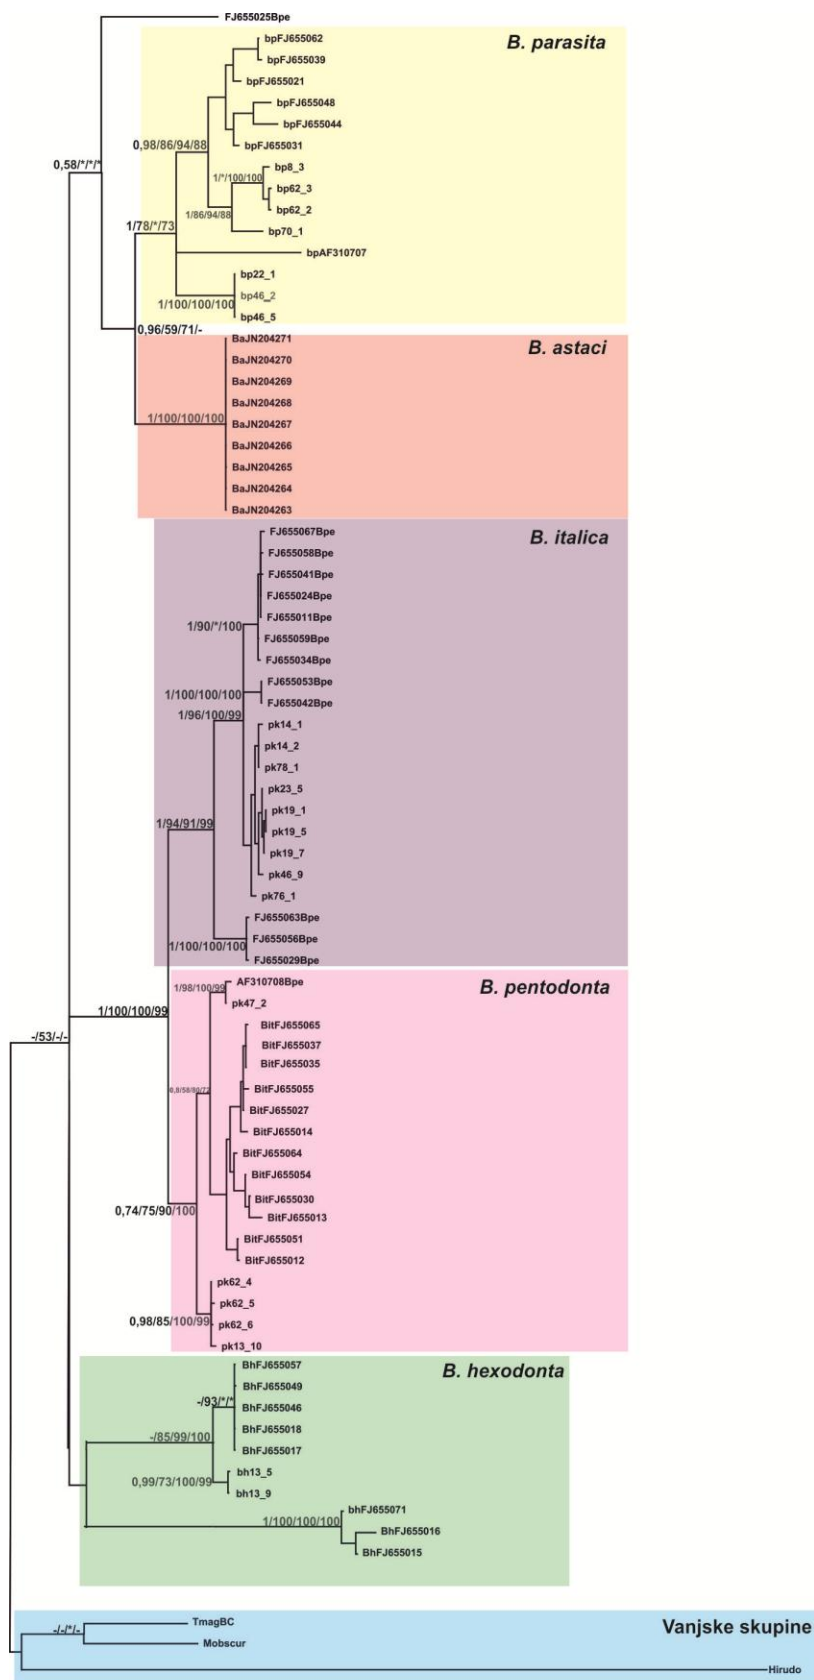 FJ655025Bpe
bpFJ655062
B. parasita
bpFJ655039
bpFJ655021
bpFJ655048
bpFJ655044
0,98/86/94/88
bpFJ655031
0,58/*/*/*
bp8_3
1/*/100/100
bp62_3
bp62_2
1/86/94/88
1/78/*/73
bp70_1
bpAF310707
bp22_1
bp46_2
1/100/100/100
bp46_5
0,96/59/71/-
BaJN204271
B. astaci
BaJN204270
BaJN204269
BaJN204268
1/100/100/100
BaJN204267
BaJN204266
BaJN204265
BaJN204264
BaJN204263
FJ655067Bpe
B. italica
FJ655058Bpe
FJ655041Bpe
FJ655024Bpe
FJ655011Bpe
1/90/*/100
FJ655059Bpe
FJ655034Bpe
FJ655053Bpe
1/100/100/100
FJ655042Bpe
1/96/100/99
pk14_1
pk14_2
pk78_1
pk23_5
pk19_1
1/94/91/99
pk19_5
pk19_7
pk46_9
pk76_1
FJ655063Bpe
FJ655056Bpe
1/100/100/100
FJ655029Bpe
AF310708Bpe
B. pentodonta
1/98/100/99
pk47_2
1/100/100/99
BitFJ655065
-/53/-/-
BitFJ655037
BitFJ655035
BitFJ655055
BitFJ655027
BitFJ655014
BitFJ655064
BitFJ655054
BitFJ655030
0,74/75/90/100
BitFJ655013
BitFJ655051
BitFJ655012
pk62_4
pk62_5
0,98/85/100/99
pk62_6
pk13_10
BhFJ655057
B. hexodonta
BhFJ655049
-/93/*/*
BhFJ655046
BhFJ655018
-/85/99/100
BhFJ655017
bh13_5
0,99/73/100/99
bh13_9
bhFJ655071
1/100/100/100
BhFJ655016
BhFJ655015
TmagBC
Vanjske skupine
-/-/*/-
Mobscur
Hirudo